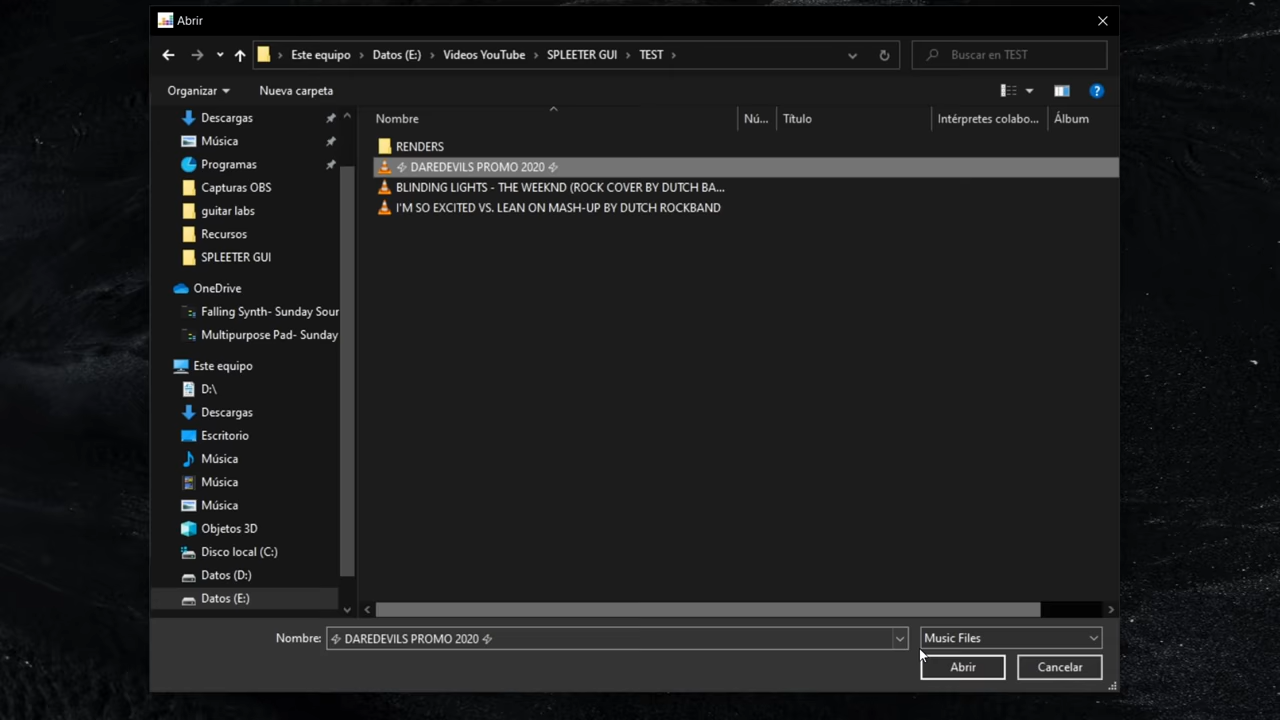 Abrir
Este equipo > Datos (E:) > Videos YouTube > SPLEETER GUI > TEST >
Buscar en TEST
Organizar
Nueva carpeta
Nombre
Nú...
Título
Intérpretes colabo...
Álbum
Descargas
Música
Programas
Capturas OBS
guitar labs
Recursos
SPLEETER GUI
OneDrive
Falling Synth- Sunday Sour
Multipurpose Pad- Sunday
Este equipo
D:\
Descargas
Escritorio
Música
Música
Música
Objetos 3D
Disco local (C:)
Datos (D:)
Datos (E:)
RENDERS
⚡ DAREDEVILS PROMO 2020 ⚡
BLINDING LIGHTS - THE WEEKND (ROCK COVER BY DUTCH BA...
I'M SO EXCITED VS. LEAN ON MASH-UP BY DUTCH ROCKBAND
Nombre:
⚡ DAREDEVILS PROMO 2020 ⚡
Music Files
Abrir
Cancelar